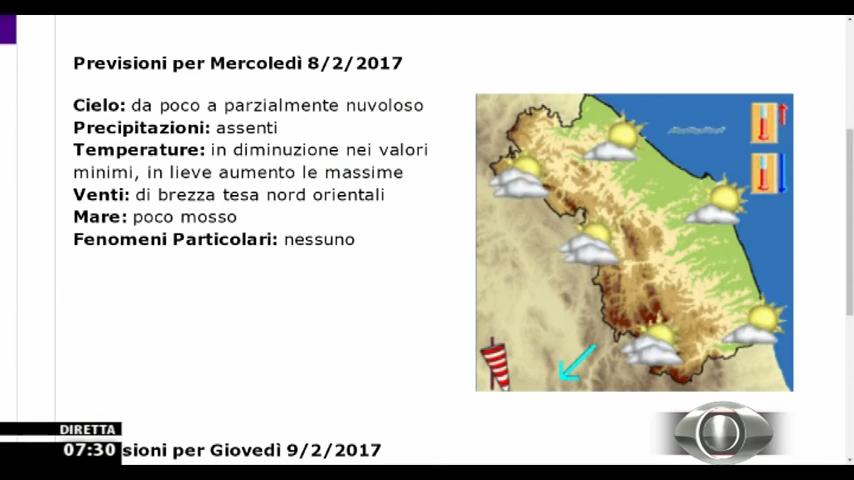 Previsioni per Mercoledì 8/2/2017
Cielo: da poco a parzialmente nuvoloso
Precipitazioni: assenti
Temperature: in diminuzione nei valori
minimi, in lieve aumento le massime
Venti: di brezza tesa nord orientali
Mare: poco mosso
Fenomeni Particolari: nessuno
DIRETTA
07:30
sioni per Giovedì 9/2/2017